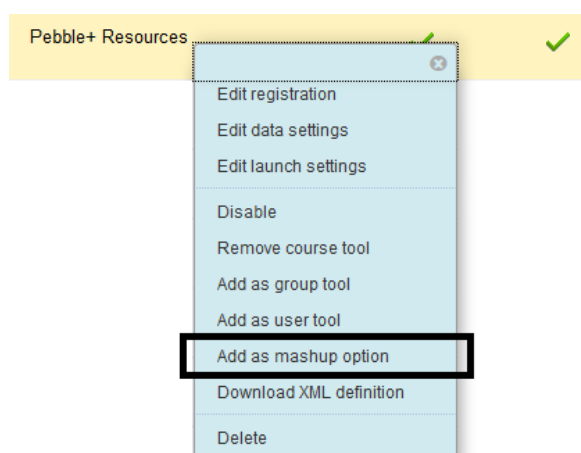 Pebble+ Resources
Edit registration
Edit data settings
Edit launch settings
Disable
Remove course tool
Add as group tool
Add as user tool
Add as mashup option
Download XML definition
Delete